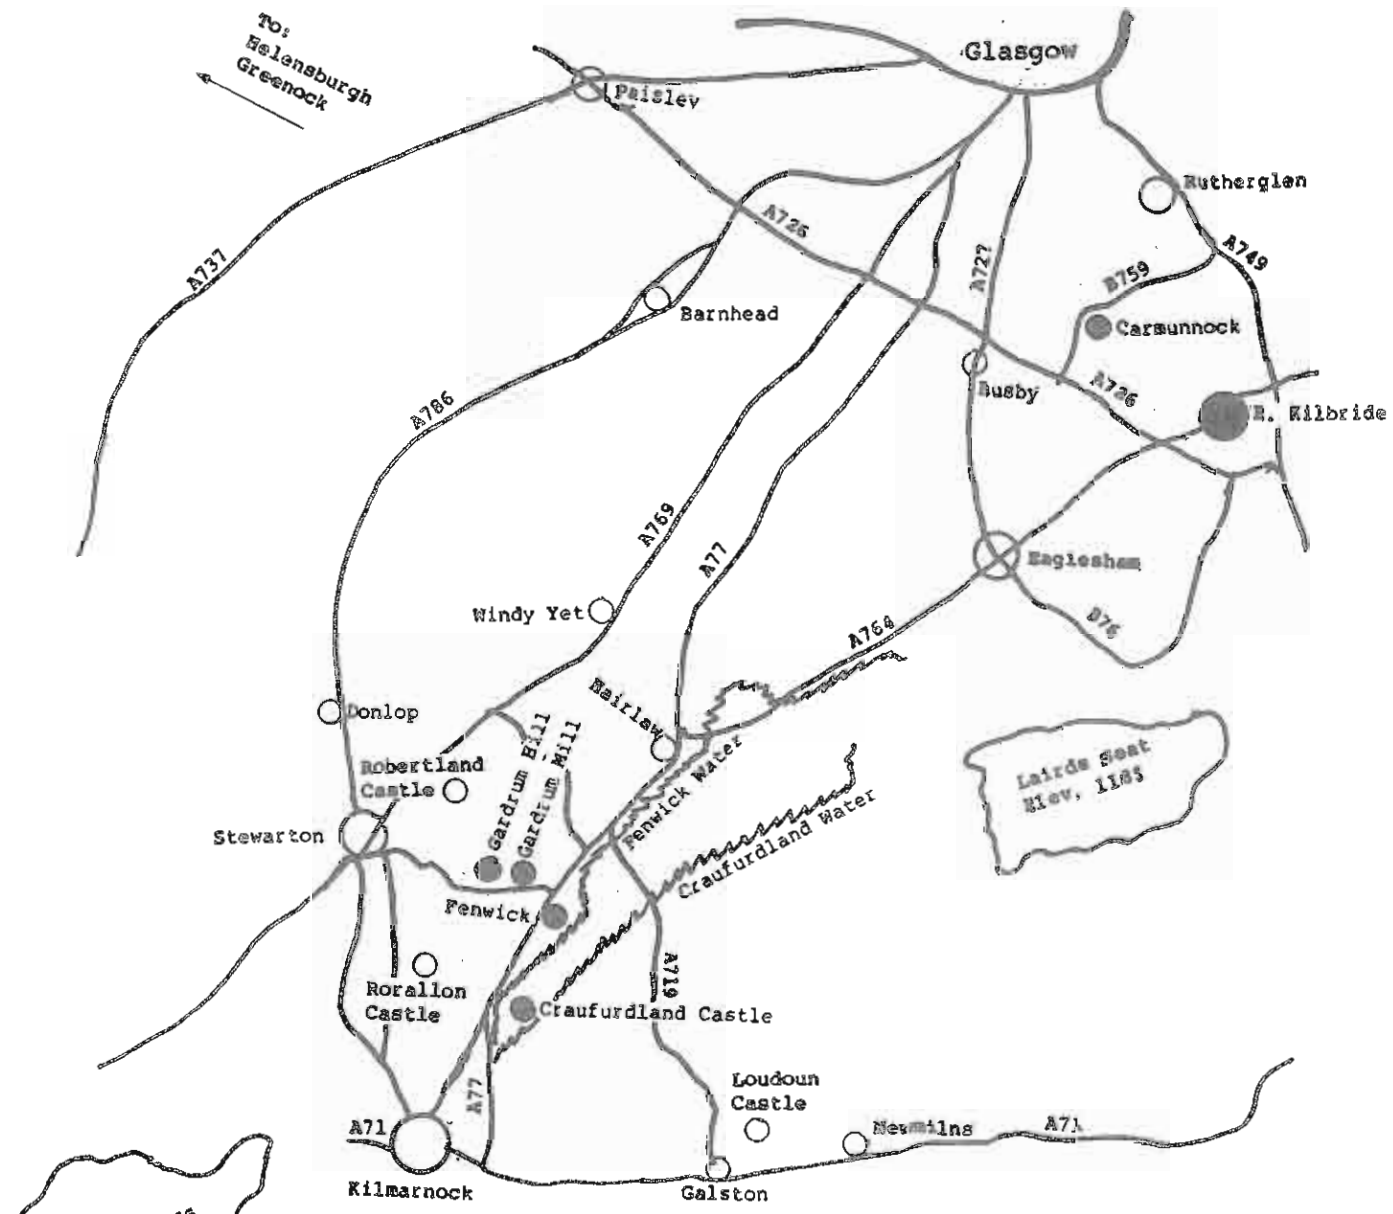 To:
Helensburgh
Greenock
Glasgow
Paisley
Rutherglen
A726
A749
A737
A727
B759
Barnhead
Carmunnock
Busby
A726
E. Kilbride
A786
A769
A77
Eaglesham
Windy Yet
A764
B76
Donlop
Nairlaw
Gardrum Hill
Gardrum Mill
Robertland
Castle
Fenwick Water
Lairds Seat
Elev. 1185
Stewarton
Craufurdland Water
Fenwick
A719
Rorallon
Castle
Craufurdland Castle
Loudoun
Castle
A77
A71
Newmilns
A71
Kilmarnock
Galston